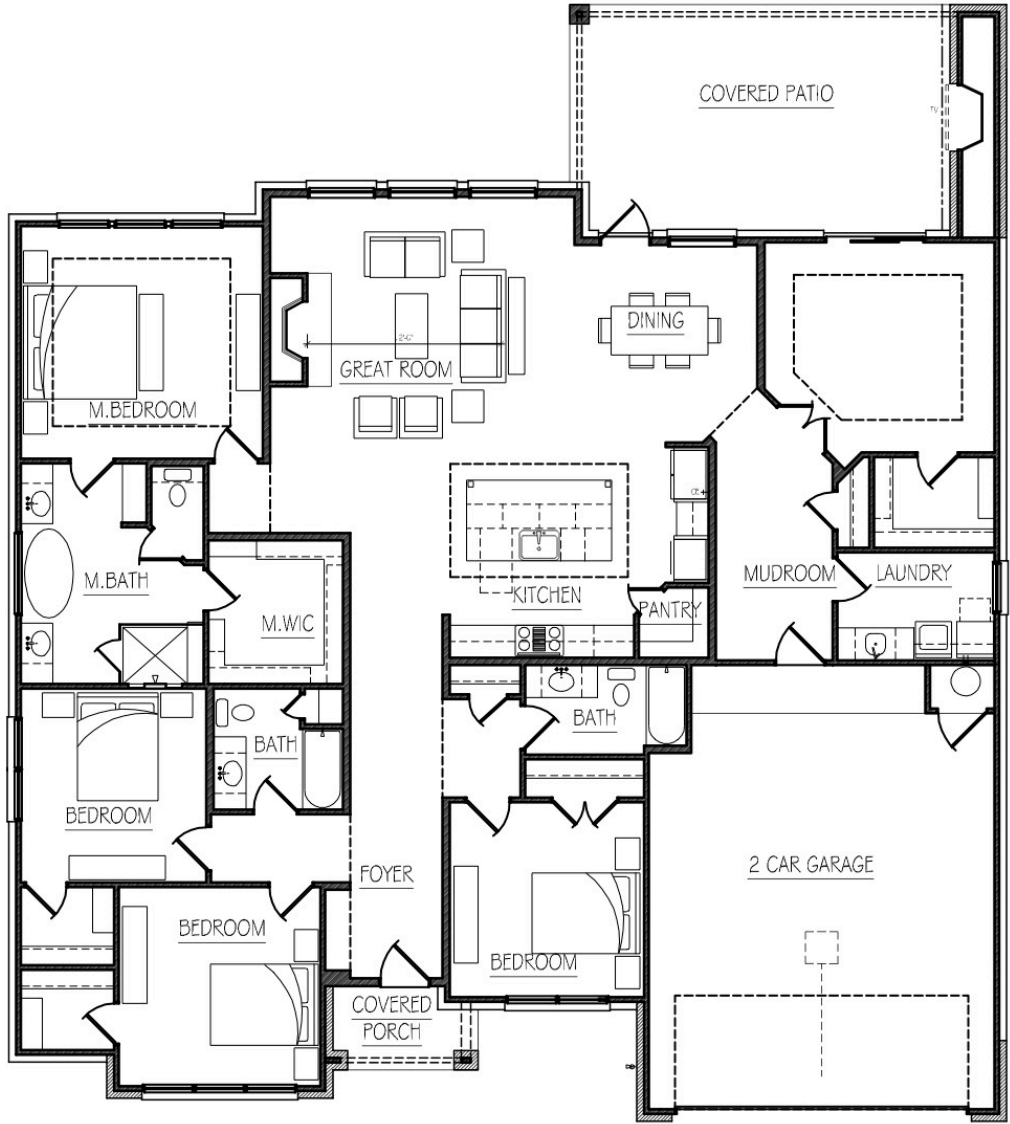 COVERED PATIO
DINING
GREAT ROOM
M.BEDROOM
M.BATH
M.WIC
KITCHEN
PANTRY
MUDROOM
LAUNDRY
BATH
BATH
BEDROOM
FOYER
2 CAR GARAGE
BEDROOM
BEDROOM
COVERED
PORCH